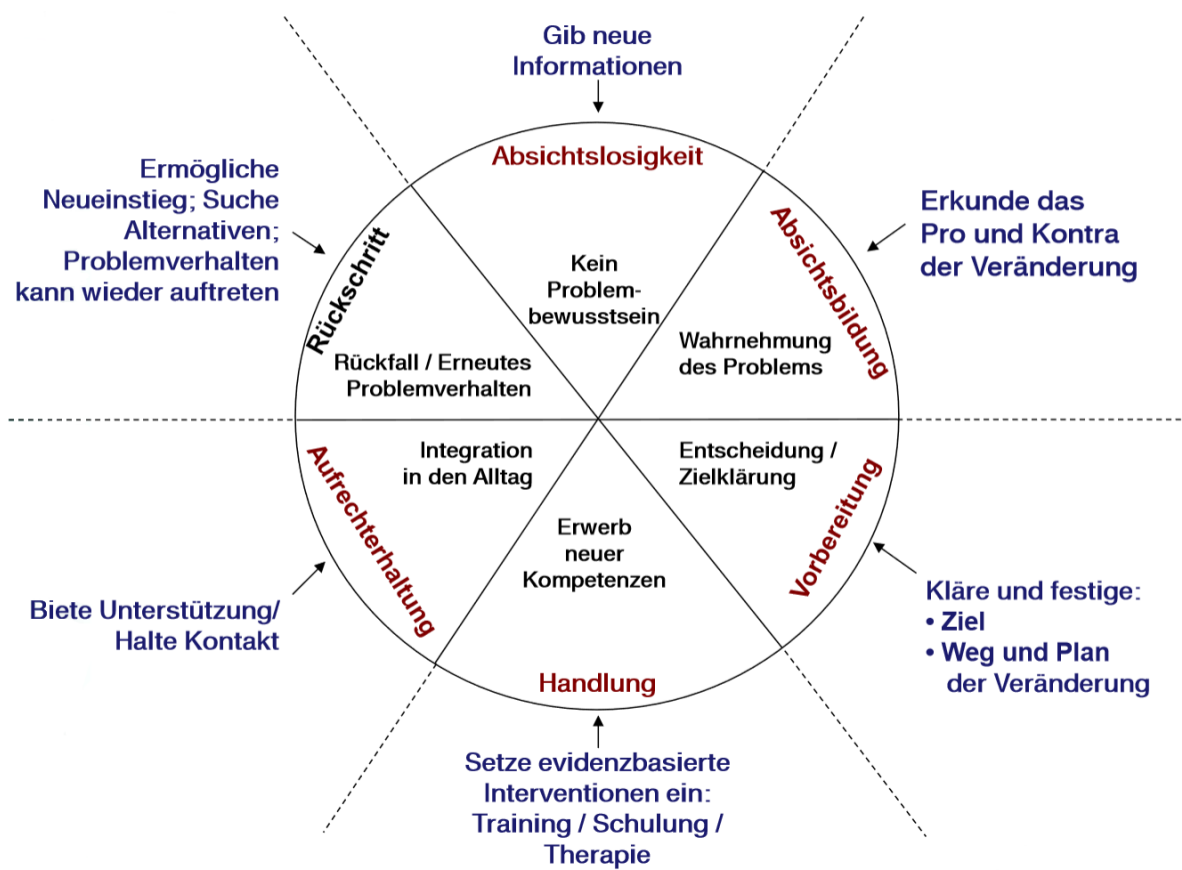 Gib neue
Informationen
Absichtslosigkeit
Kein
Problem-
bewusstsein
Erkunde das
Pro und Kontra
der Veränderung
Absichtsbildung
Wahrnehmung
des Problems
Entscheidung /
Zielklärung
Vorbereitung
Kläre und festige:
• Ziel
• Weg und Plan
der Veränderung
Erwerb
neuer
Kompetenzen
Handlung
Setze evidenzbasierte
Interventionen ein:
Training / Schulung /
Therapie
Integration
in den Alltag
Aufrechterhaltung
Biete Unterstützung/
Halte Kontakt
Rückfall / Erneutes
Problemverhalten
Rückschritt
Ermögliche
Neueinstieg; Suche
Alternativen;
Problemverhalten
kann wieder auftreten